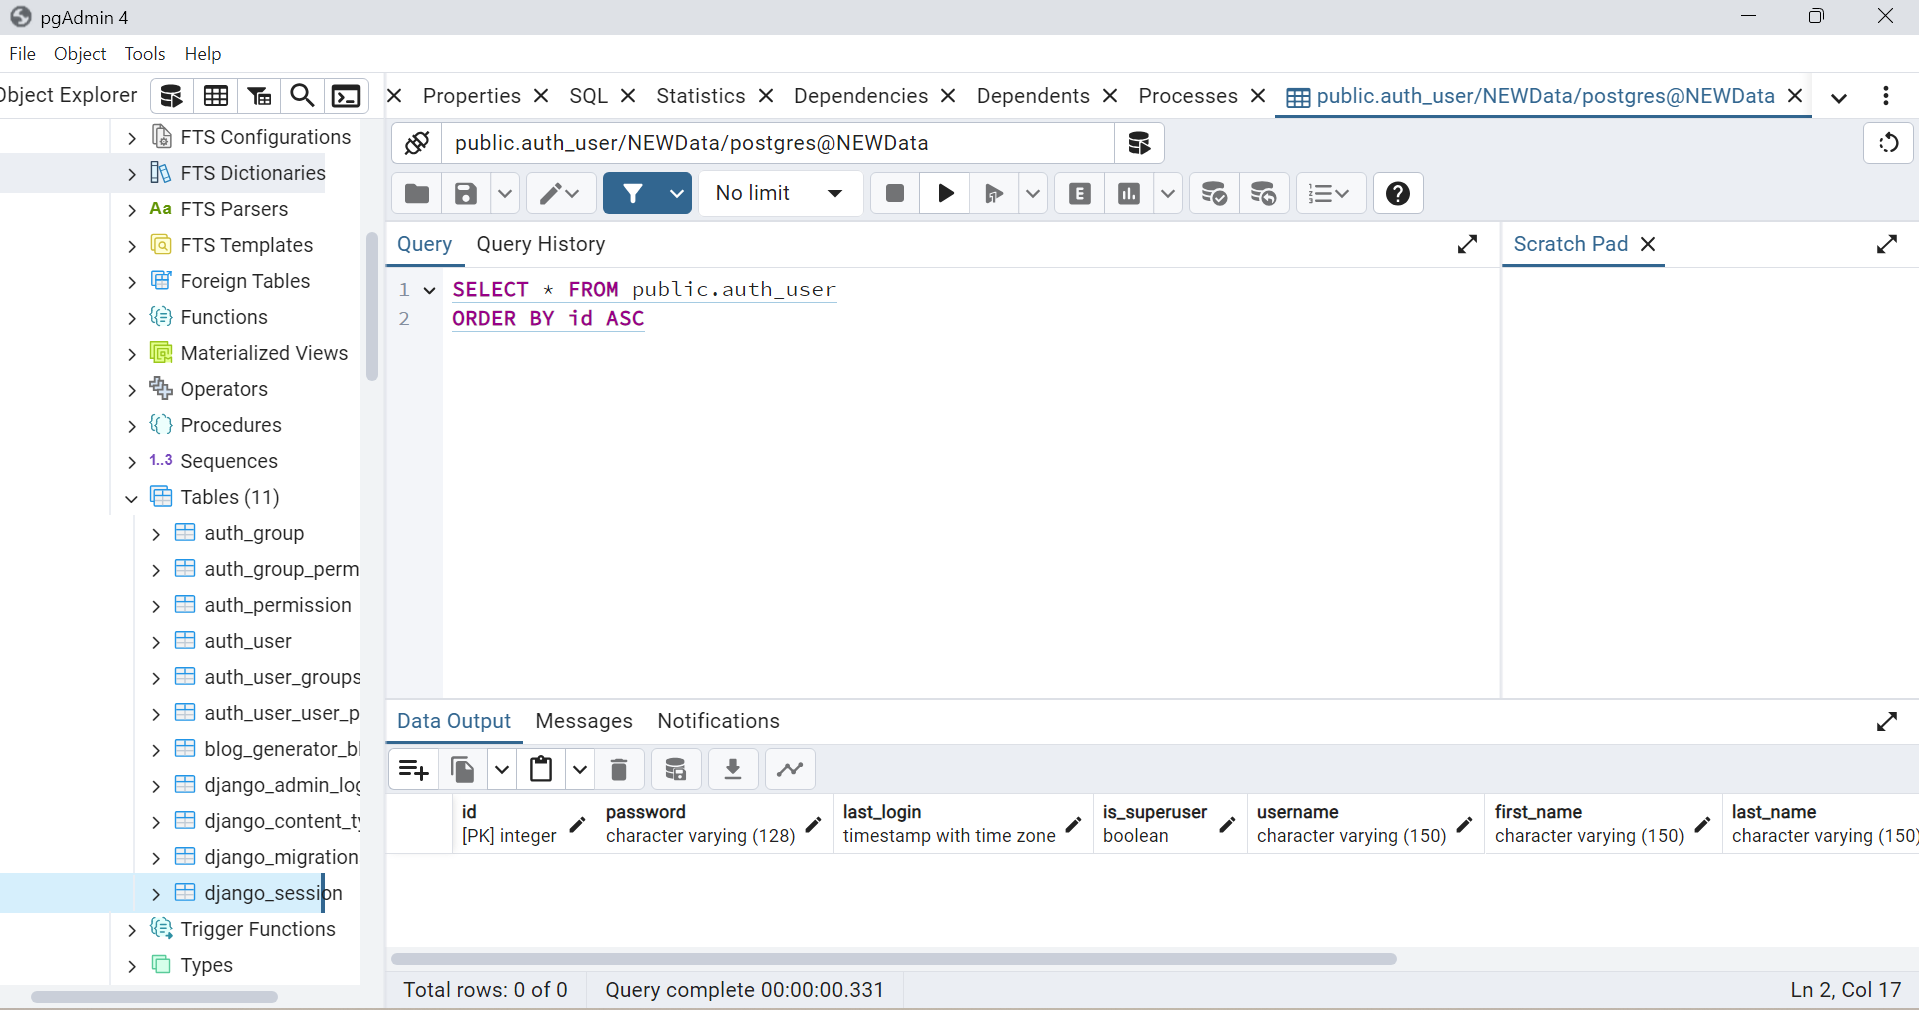 pgAdmin 4
File Object Tools Help
Object Explorer
Properties SQL Statistics Dependencies Dependents Processes public.auth_user/NEWData/postgres@NEWData
public.auth_user/NEWData/postgres@NEWData
No limit
E
Query Query History
Scratch Pad
1 SELECT * FROM public.auth_user
2 ORDER BY id ASC
FTS Configurations
FTS Dictionaries
Aa FTS Parsers
FTS Templates
Foreign Tables
Functions
Materialized Views
Operators
Procedures
1..3 Sequences
Tables (11)
auth_group
auth_group_perm
auth_permission
auth_user
auth_user_groups
auth_user_user_p
blog_generator_bl
django_admin_log
django_content_ty
django_migration
django_session
Trigger Functions
Types
Data Output Messages Notifications
id password last_login is_superuser username first_name last_name
[PK] integer character varying (128) timestamp with time zone boolean character varying (150) character varying (150) character varying (150)
Total rows: 0 of 0 Query complete 00:00:00.331 Ln 2, Col 17